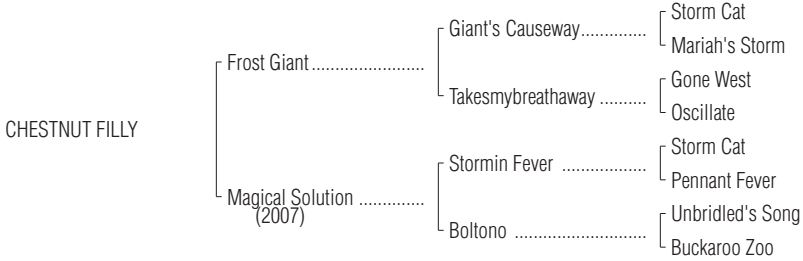 Storm Cat
Giant's Causeway..............
Mariah's Storm
Frost Giant........................
Gone West
Takesmybreathaway ..........
Oscillate
CHESTNUT FILLY
Storm Cat
Stormin Fever ..................
Pennant Fever
Magical Solution ..............
(2007)
Unbridled's Song
Boltono ............................
Buckaroo Zoo